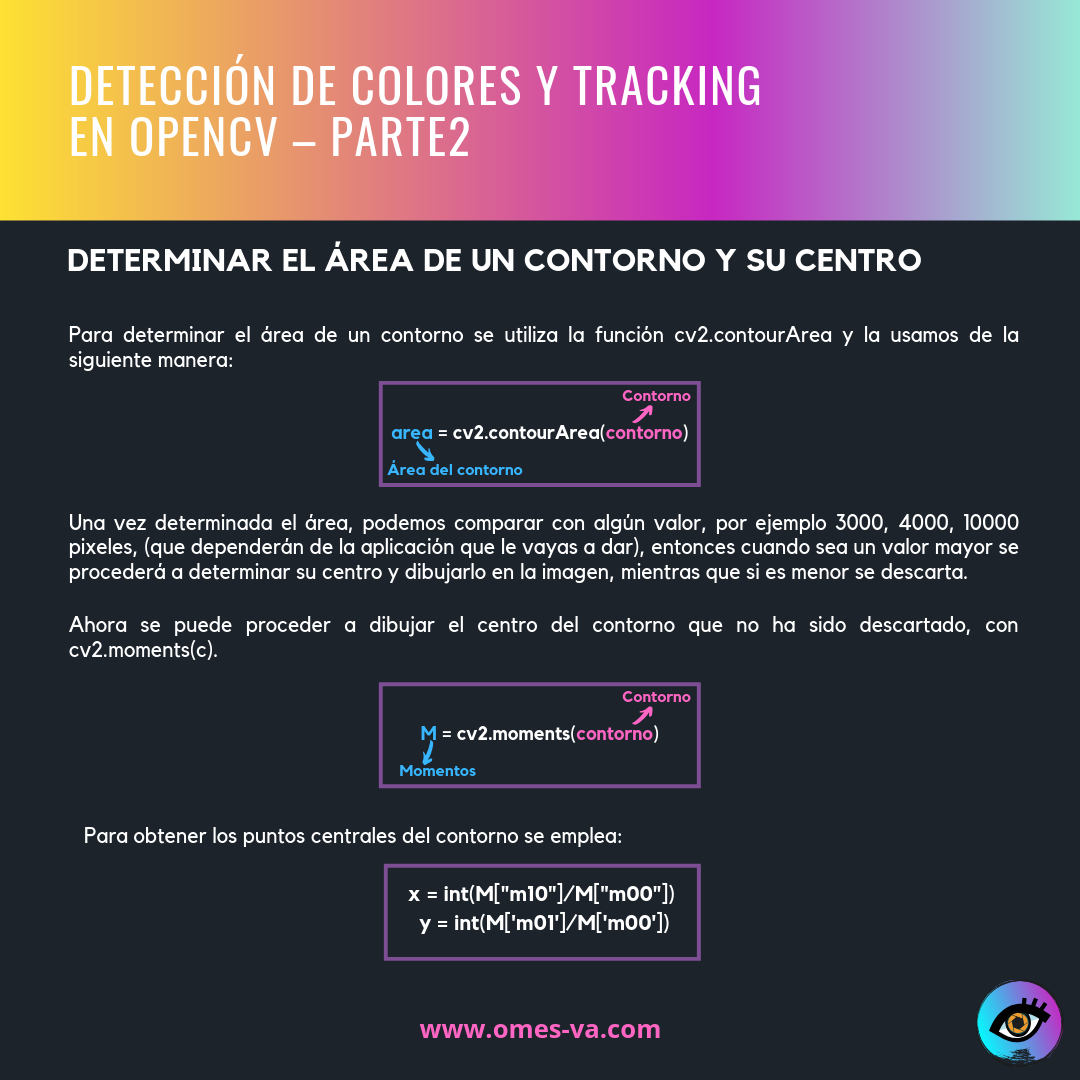 DETECCIÓN DE COLORES Y TRACKING
EN OPENCV – PARTE2
DETERMINAR EL ÁREA DE UN CONTORNO Y SU CENTRO
Para determinar el área de un contorno se utiliza la función cv2.contourArea y la usamos de la
siguiente manera:
Contorno
area = cv2.contourArea(contorno)
Área del contorno
Una vez determinada el área, podemos comparar con algún valor, por ejemplo 3000, 4000, 10000
pixeles, (que dependerán de la aplicación que le vayas a dar), entonces cuando sea un valor mayor se
procederá a determinar su centro y dibujarlo en la imagen, mientras que si es menor se descarta.
Ahora se puede proceder a dibujar el centro del contorno que no ha sido descartado, con
cv2.moments(c).
Contorno
M = cv2.moments(contorno)
Momentos
Para obtener los puntos centrales del contorno se emplea:
x = int(M["m10"]/M["m00"])
y = int(M['m01']/M['m00'])
www.omes-va.com